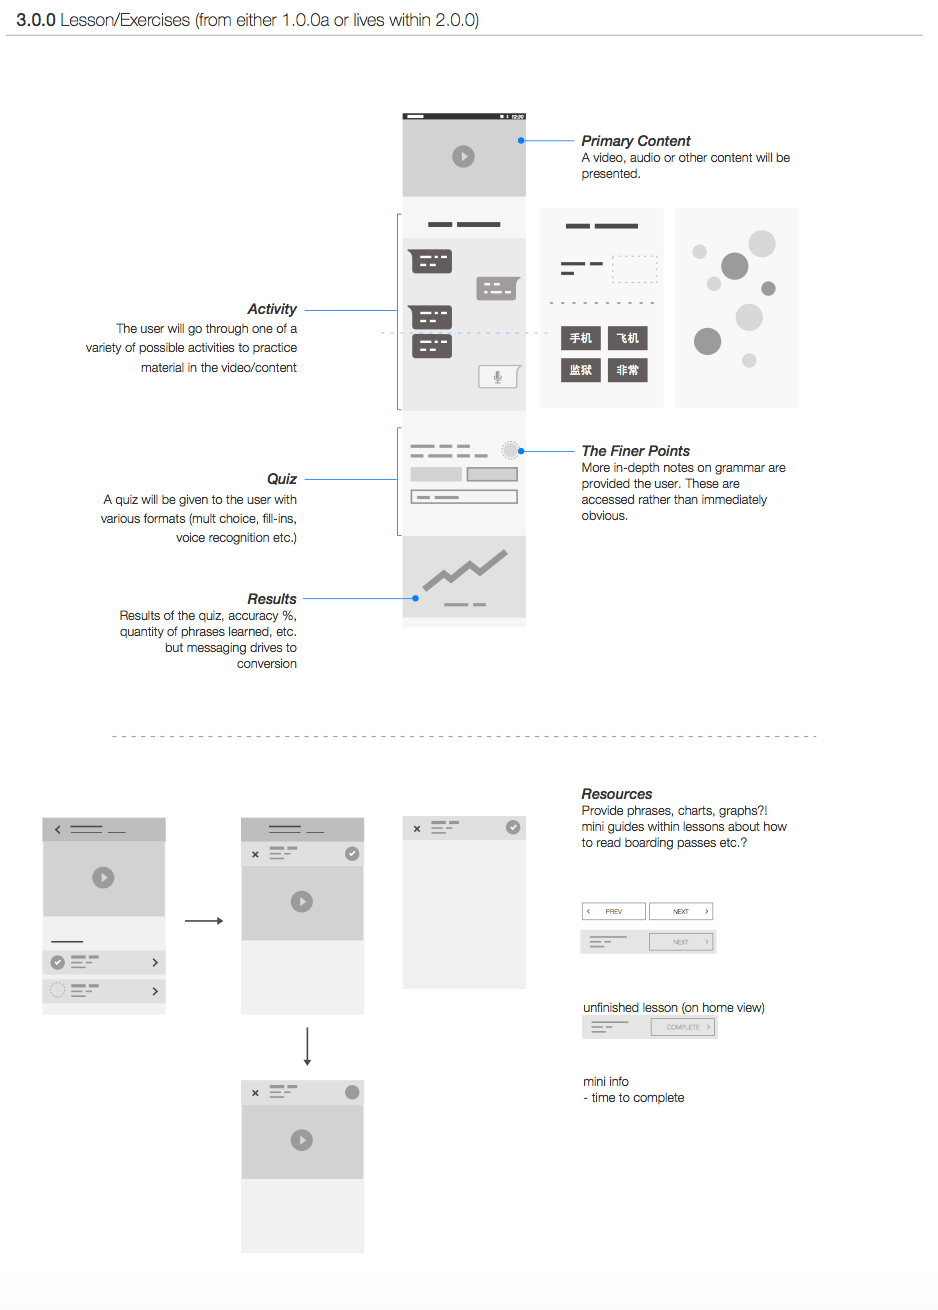 3.0.0 Lesson/Exercises (from either 1.0.0a or lives within 2.0.0)
12:30
Primary Content
A video, audio or other content will be
presented.
Activity
The user will go through one of a
variety of possible activities to practice
material in the video/content
手机
飞机
监狱
非常
Quiz
A quiz will be given to the user with
various formats (mult choice, fill-ins,
voice recognition etc.)
The Finer Points
More in-depth notes on grammar are
provided the user. These are
accessed rather than immediately
obvious.
Results
Results of the quiz, accuracy %,
quantity of phrases learned, etc.
but messaging drives to
conversion
Resources
Provide phrases, charts, graphs?!
mini guides within lessons about how
to read boarding passes etc.?
PREV
NEXT
NEXT
unfinished lesson (on home view)
COMPLETE
mini info
- time to complete